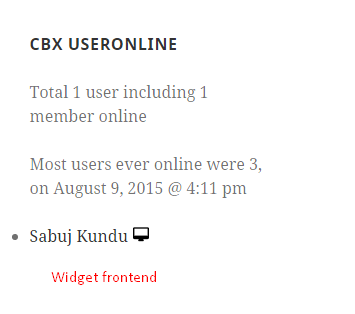 CBX USERONLINE
Total 1 user including 1
member online
Most users ever online were 3,
on August 9, 2015 @ 4:11 pm
Sabuj Kundu
Widget frontend